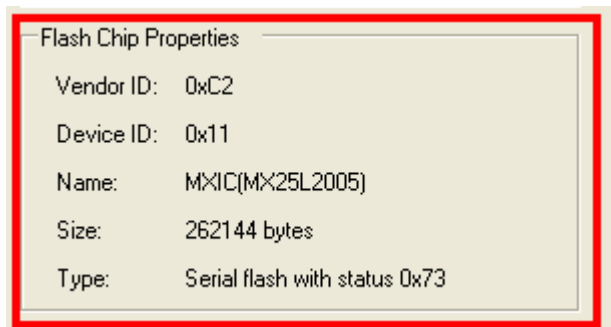 Flash Chip Properties
Vendor ID: 0xC2
Device ID: 0x11
Name: MXIC(MX25L2005)
Size: 262144 bytes
Type: Serial flash with status 0x73